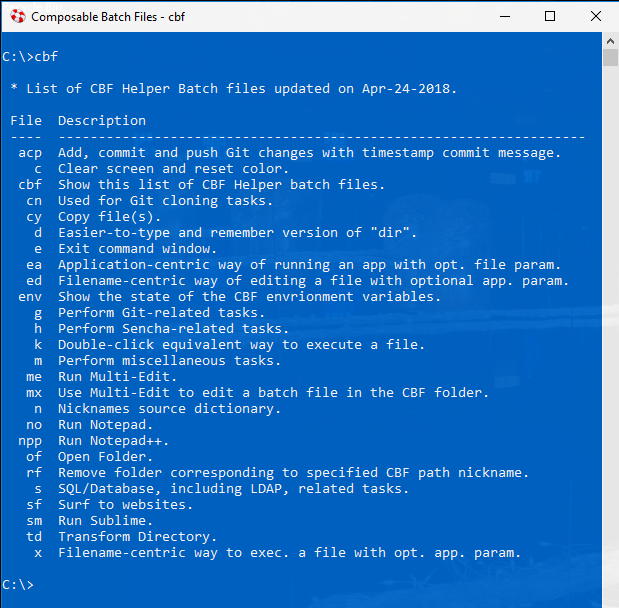 Composable Batch Files - cbf
C:\>cbf
* List of CBF Helper Batch files updated on Apr-24-2018.
File  Description
----  ------------------------------------------------------------------
acp  Add, commit and push Git changes with timestamp commit message.
c  Clear screen and reset color.
cbf  Show this list of CBF Helper batch files.
cn  Used for Git cloning tasks.
cy  Copy file(s).
d  Easier-to-type and remember version of "dir".
e  Exit command window.
ea  Application-centric way of running an app with opt. file param.
ed  Filename-centric way of editing a file with optional app. param.
env  Show the state of the CBF envrionment variables.
g  Perform Git-related tasks.
h  Perform Sencha-related tasks.
k  Double-click equivalent way to execute a file.
m  Perform miscellaneous tasks.
me  Run Multi-Edit.
mx  Use Multi-Edit to edit a batch file in the CBF folder.
n  Nicknames source dictionary.
no  Run Notepad.
npp  Run Notepad++.
of  Open Folder.
rf  Remove folder corresponding to specified CBF path nickname.
s  SQL/Database, including LDAP, related tasks.
sf  Surf to websites.
sm  Run Sublime.
td  Transform Directory.
x  Filename-centric way to exec. a file with opt. app. param.
C:\>